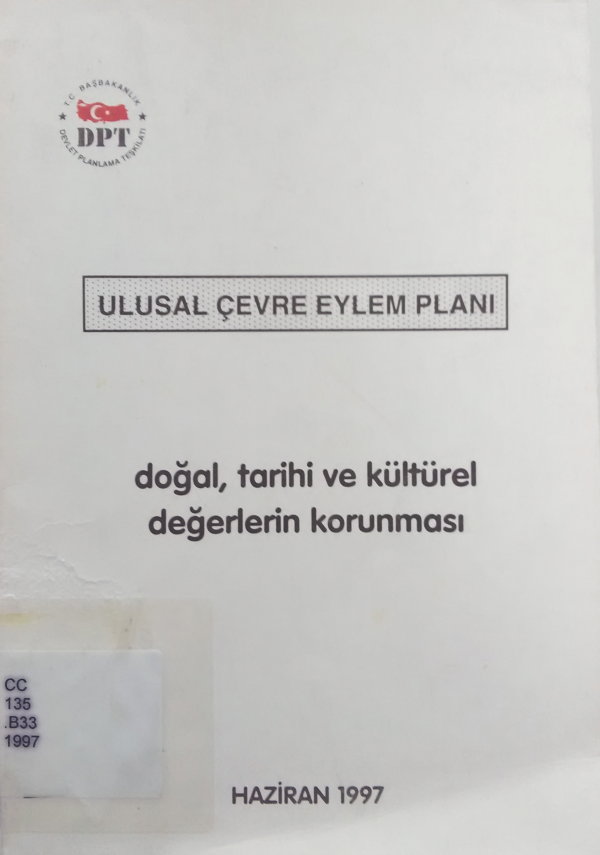 T.C. BAŞBAKANLIK
DPT
DEVLET PLANLAMA TEŞKİLATI
ULUSAL ÇEVRE EYLEM PLANI
doğal, tarihi ve kültürel
değerlerin korunması
CC
135
.B33
1997
HAZİRAN 1997